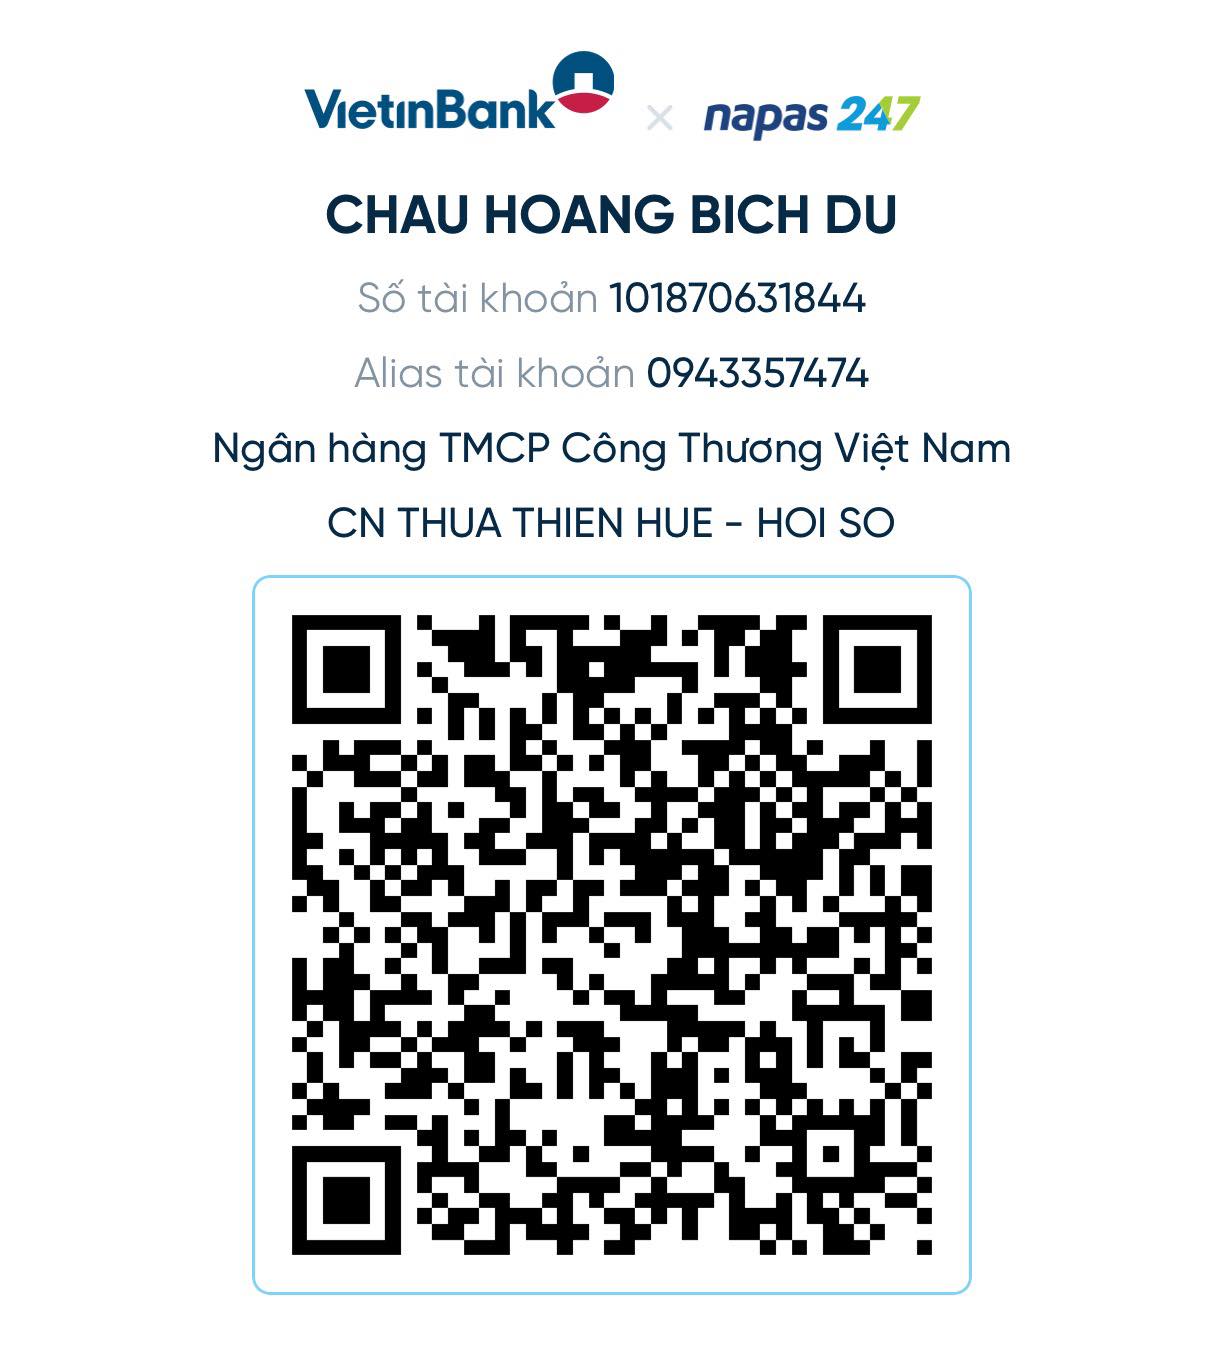 VietinBank × napas 247
CHAU HOANG BICH DU
Số tài khoản 101870631844
Alias tài khoản 0943357474
Ngân hàng TMCP Công Thương Việt Nam
CN THUA THIEN HUE - HOI SO